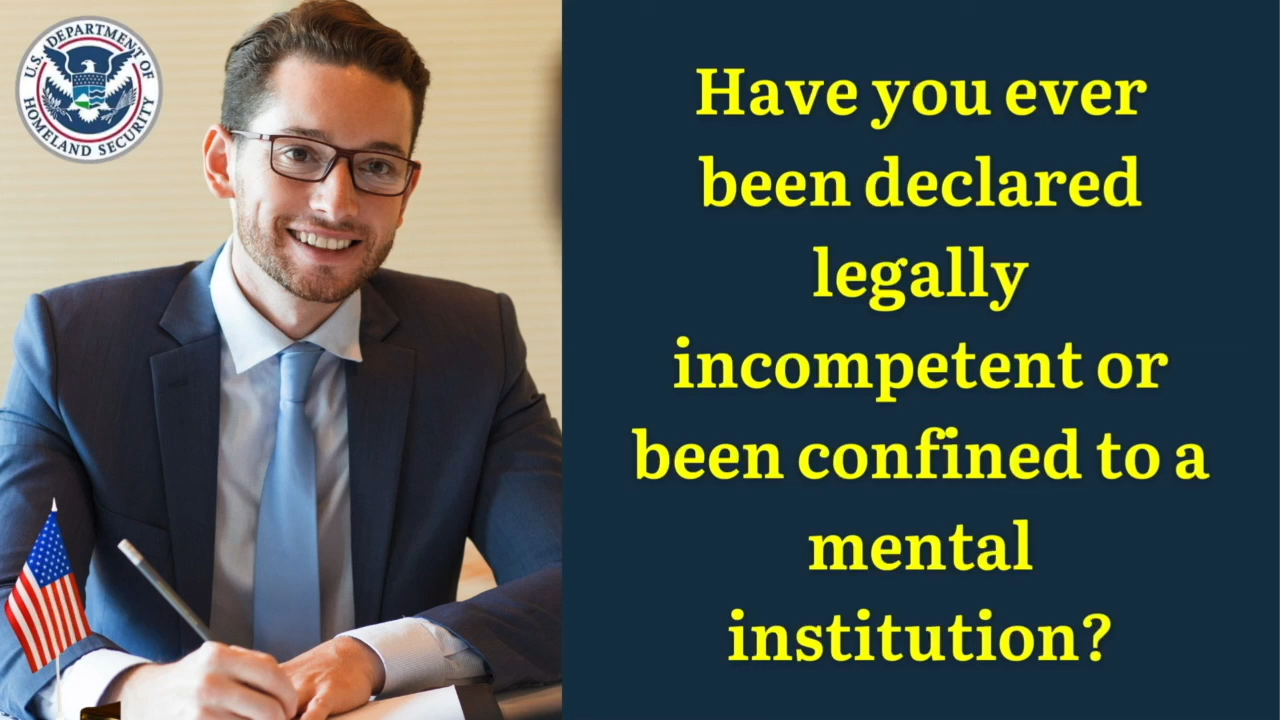 U.S. DEPARTMENT OF
HOMELAND SECURITY
Have you ever
been declared
legally
incompetent or
been confined to a
mental
institution?